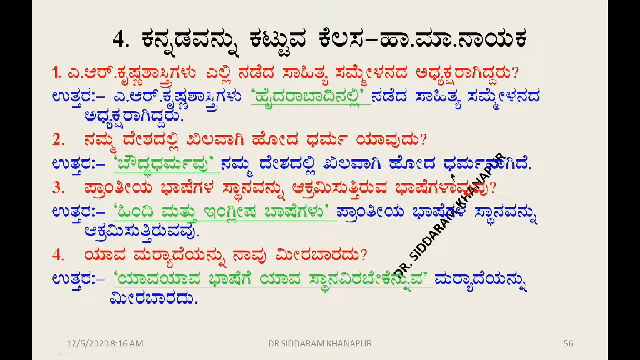 4. ಕನ್ನಡವನ್ನು ಕಟ್ಟುವ ಕೆಲಸ–ಹಾ.ಮಾ.ನಾಯಕ
1. ಎ.ಆರ್.ಕೃಷ್ಣಶಾಸ್ತ್ರಿಗಳು ಎಲ್ಲಿ ನಡೆದ ಸಾಹಿತ್ಯ ಸಮ್ಮೇಳನದ ಅಧ್ಯಕ್ಷರಾಗಿದ್ದರು?
ಉತ್ತರ:– ಎ.ಆರ್.ಕೃಷ್ಣಶಾಸ್ತ್ರಿಗಳು 'ಹೈದರಾಬಾದಿನಲ್ಲಿ' ನಡೆದ ಸಾಹಿತ್ಯ ಸಮ್ಮೇಳನದ
ಅಧ್ಯಕ್ಷರಾಗಿದ್ದರು.
2. ನಮ್ಮ ದೇಶದಲ್ಲಿ ಖಿಲವಾಗಿ ಹೋದ ಧರ್ಮ ಯಾವುದು?
ಉತ್ತರ:– 'ಬೌದ್ಧಧರ್ಮವು' ನಮ್ಮ ದೇಶದಲ್ಲಿ ಖಿಲವಾಗಿ ಹೋದ ಧರ್ಮವಾಗಿದೆ.
3. ಪ್ರಾಂತೀಯ ಭಾಷೆಗಳ ಸ್ಥಾನವನ್ನು ಆಕ್ರಮಿಸುತ್ತಿರುವ ಭಾಷೆಗಳಾವುವು?
ಉತ್ತರ:– 'ಹಿಂದಿ ಮತ್ತು ಇಂಗ್ಲೀಷ ಭಾಷೆಗಳು' ಪ್ರಾಂತೀಯ ಭಾಷೆಗಳ ಸ್ಥಾನವನ್ನು
ಆಕ್ರಮಿಸುತ್ತಿರುವವು.
4. ಯಾವ ಮರ‍್ಯಾದೆಯನ್ನು ನಾವು ಮೀರಬಾರದು?
ಉತ್ತರ:– 'ಯಾವಯಾವ ಭಾಷೆಗೆ ಯಾವ ಸ್ಥಾನವಿರಬೇಕೆನ್ನುವ' ಮರ‍್ಯಾದೆಯನ್ನು
ಮೀರಬಾರದು.
DR. SIDDARAM KHANAPUR
12/5/2020 8:16 AM
DR SIDDARAM KHANAPUR
56